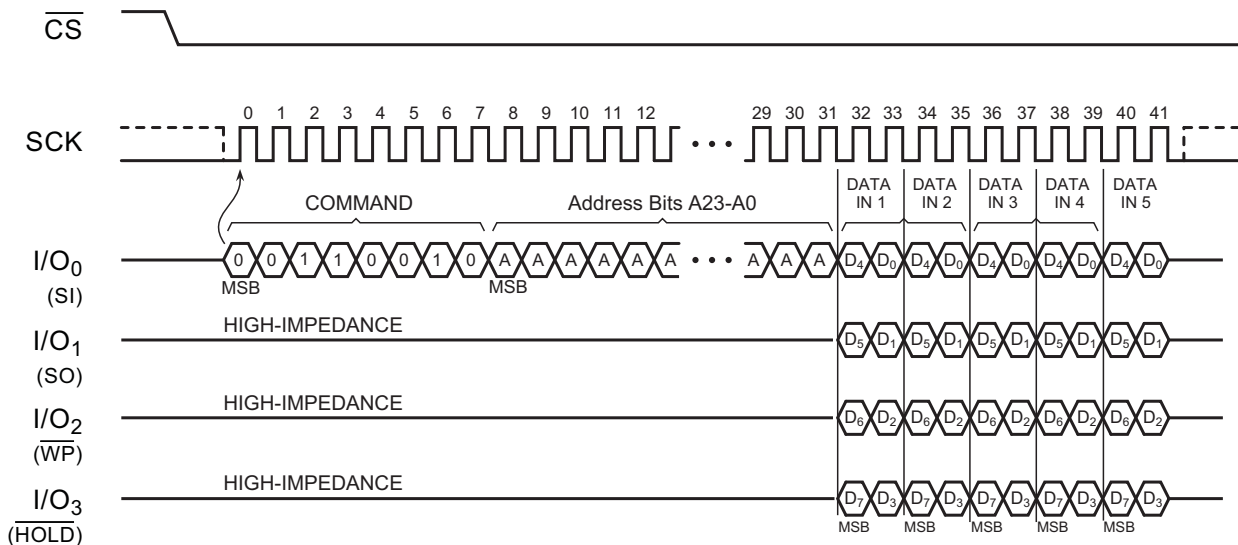 CS
SCK
0 1 2 3 4 5 6 7 8 9 10 11 12 29 30 31 32 33 34 35 36 37 38 39 40 41
COMMAND
Address Bits A23-A0
DATA IN 1
DATA IN 2
DATA IN 3
DATA IN 4
DATA IN 5
I/O0
(SI)
0 0 1 1 0 0 1 0 A A A A A A • • • A A A D4 D0 D4 D0 D4 D0 D4 D0 D4 D0
MSB MSB
I/O1
(SO)
HIGH-IMPEDANCE
D5 D1 D5 D1 D5 D1 D5 D1 D5 D1
I/O2
(WP)
HIGH-IMPEDANCE
D6 D2 D6 D2 D6 D2 D6 D2 D6 D2
I/O3
(HOLD)
HIGH-IMPEDANCE
D7 D3 D7 D3 D7 D3 D7 D3 D7 D3
MSB MSB MSB MSB MSB